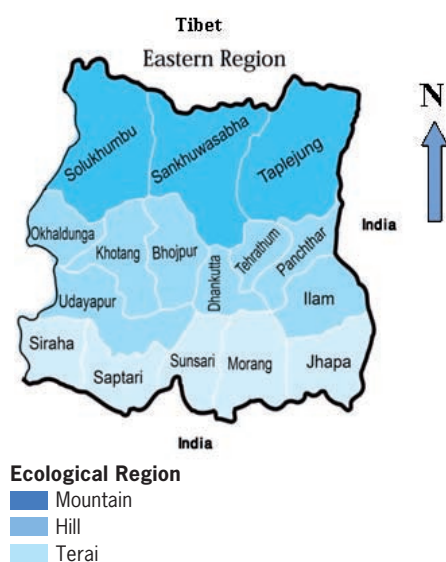 Tibet
Eastern Region
N
Solukhumbu
Sankhuwasabha
Taplejung
India
Okhaldunga
Khotang
Bhojpur
Dhankutta
Tehrathum
Panchthar
Udayapur
Ilam
Siraha
Saptari
Sunsari
Morang
Jhapa
India
Ecological Region
Mountain
Hill
Terai